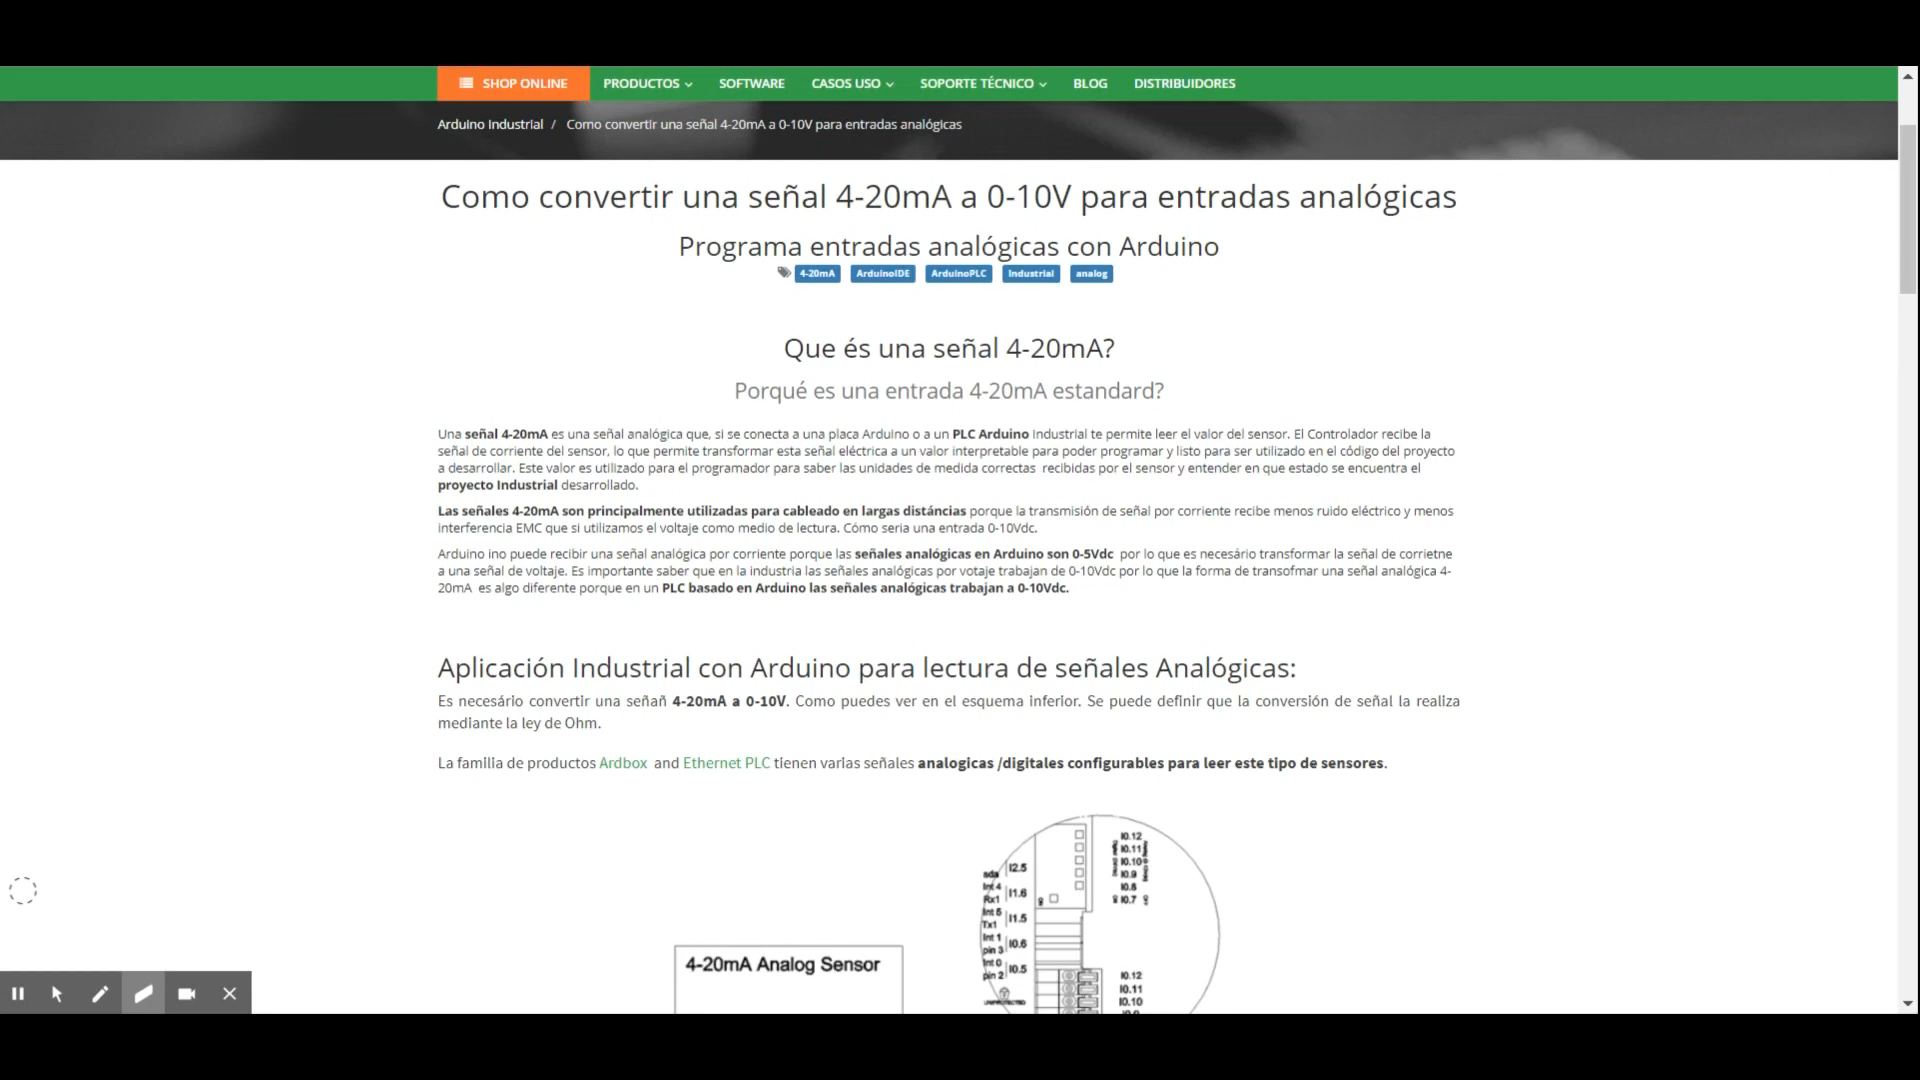 SHOP ONLINE PRODUCTOS SOFTWARE CASOS USO SOPORTE TÉCNICO BLOG DISTRIBUIDORES
Arduino Industrial / Como convertir una señal 4-20mA a 0-10V para entradas analógicas
Como convertir una señal 4-20mA a 0-10V para entradas analógicas
Programa entradas analógicas con Arduino
4-20mA ArduinoIDE ArduinoPLC Industrial analog
Que és una señal 4-20mA?
Porqué es una entrada 4-20mA estandard?
Una señal 4-20mA es una señal analógica que, si se conecta a una placa Arduino o a un PLC Arduino Industrial te permite leer el valor del sensor. El Controlador recibe la
señal de corriente del sensor, lo que permite transformar esta señal eléctrica a un valor interpretable para poder programar y listo para ser utilizado en el código del proyecto
a desarrollar. Este valor es utilizado para el programador para saber las unidades de medida correctas recibidas por el sensor y entender en que estado se encuentra el
proyecto Industrial desarrollado.
Las señales 4-20mA son principalmente utilizadas para cableado en largas distáncias porque la transmisión de señal por corriente recibe menos ruido eléctrico y menos
interferencia EMC que si utilizamos el voltaje como medio de lectura. Cómo seria una entrada 0-10Vdc.
Arduino ino puede recibir una señal analógica por corriente porque las señales analógicas en Arduino son 0-5Vdc por lo que es necesário transformar la señal de corrietne
a una señal de voltaje. Es importante saber que en la industria las señales analógicas por votaje trabajan de 0-10Vdc por lo que la forma de transofmar una señal analógica 4-
20mA es algo diferente porque en un PLC basado en Arduino las señales analógicas trabajan a 0-10Vdc.
Aplicación Industrial con Arduino para lectura de señales Analógicas:
Es necesário convertir una señañ 4-20mA a 0-10V. Como puedes ver en el esquema inferior. Se puede definir que la conversión de señal la realiza
mediante la ley de Ohm.
La familia de productos Ardbox and Ethernet PLC tienen varias señales analogicas /digitales configurables para leer este tipo de sensores.
4-20mA Analog Sensor
sda I2.5
Int 4
Rx1 I1.6
Int 5
Tx1 I1.5
Int 1
pin 3 I0.6
Int 0
pin 2 I0.5
I0.12
I0.11
I0.10
I0.9
I0.8
I0.7
I0.12
I0.11
I0.10